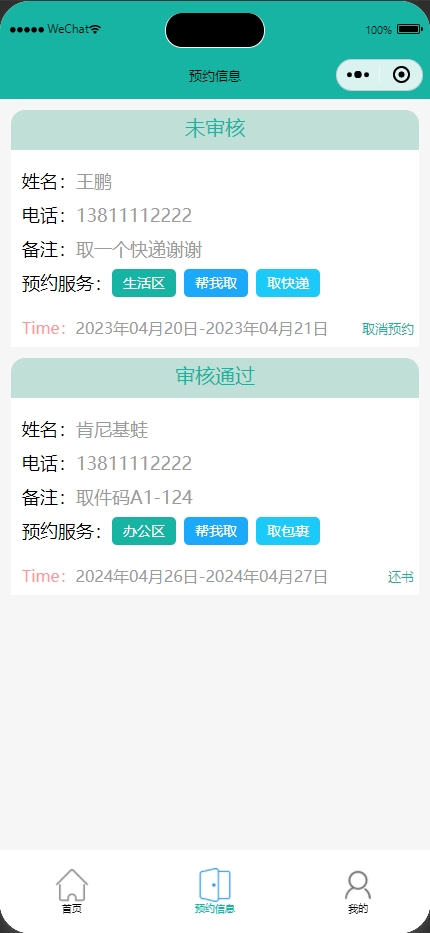 WeChat 100%
预约信息
未审核
姓名：王鹏
电话：13811112222
备注：取一个快递谢谢
预约服务：生活区 帮我取 取快递
Time：2023年04月20日-2023年04月21日 取消预约
审核通过
姓名：肯尼基蛙
电话：13811112222
备注：取件码A1-124
预约服务：办公区 帮我取 取包裹
Time：2024年04月26日-2024年04月27日 还书
首页 预约信息 我的